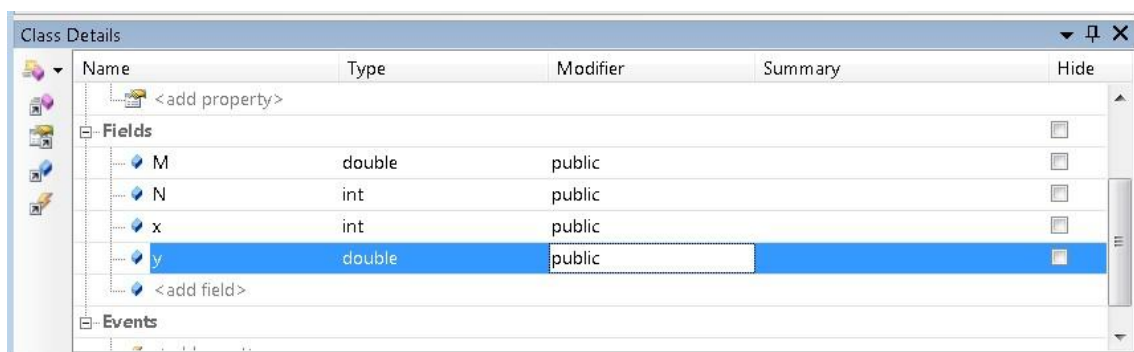 Class Details
Name Type Modifier Summary Hide
<add property>
Fields
M double public
N int public
x int public
y double public
<add field>
Events